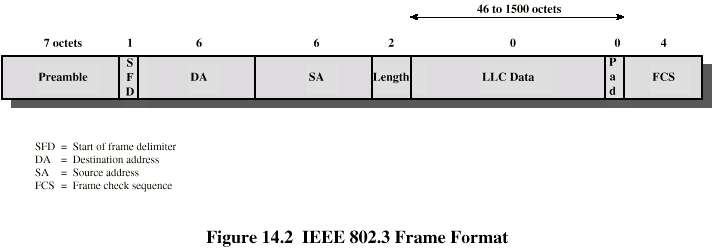 46 to 1500 octets
7 octets 1 6 6 2 0 0 4
Preamble SFD DA SA Length LLC Data Pad FCS
SFD = Start of frame delimiter
DA = Destination address
SA = Source address
FCS = Frame check sequence
Figure 14.2 IEEE 802.3 Frame Format